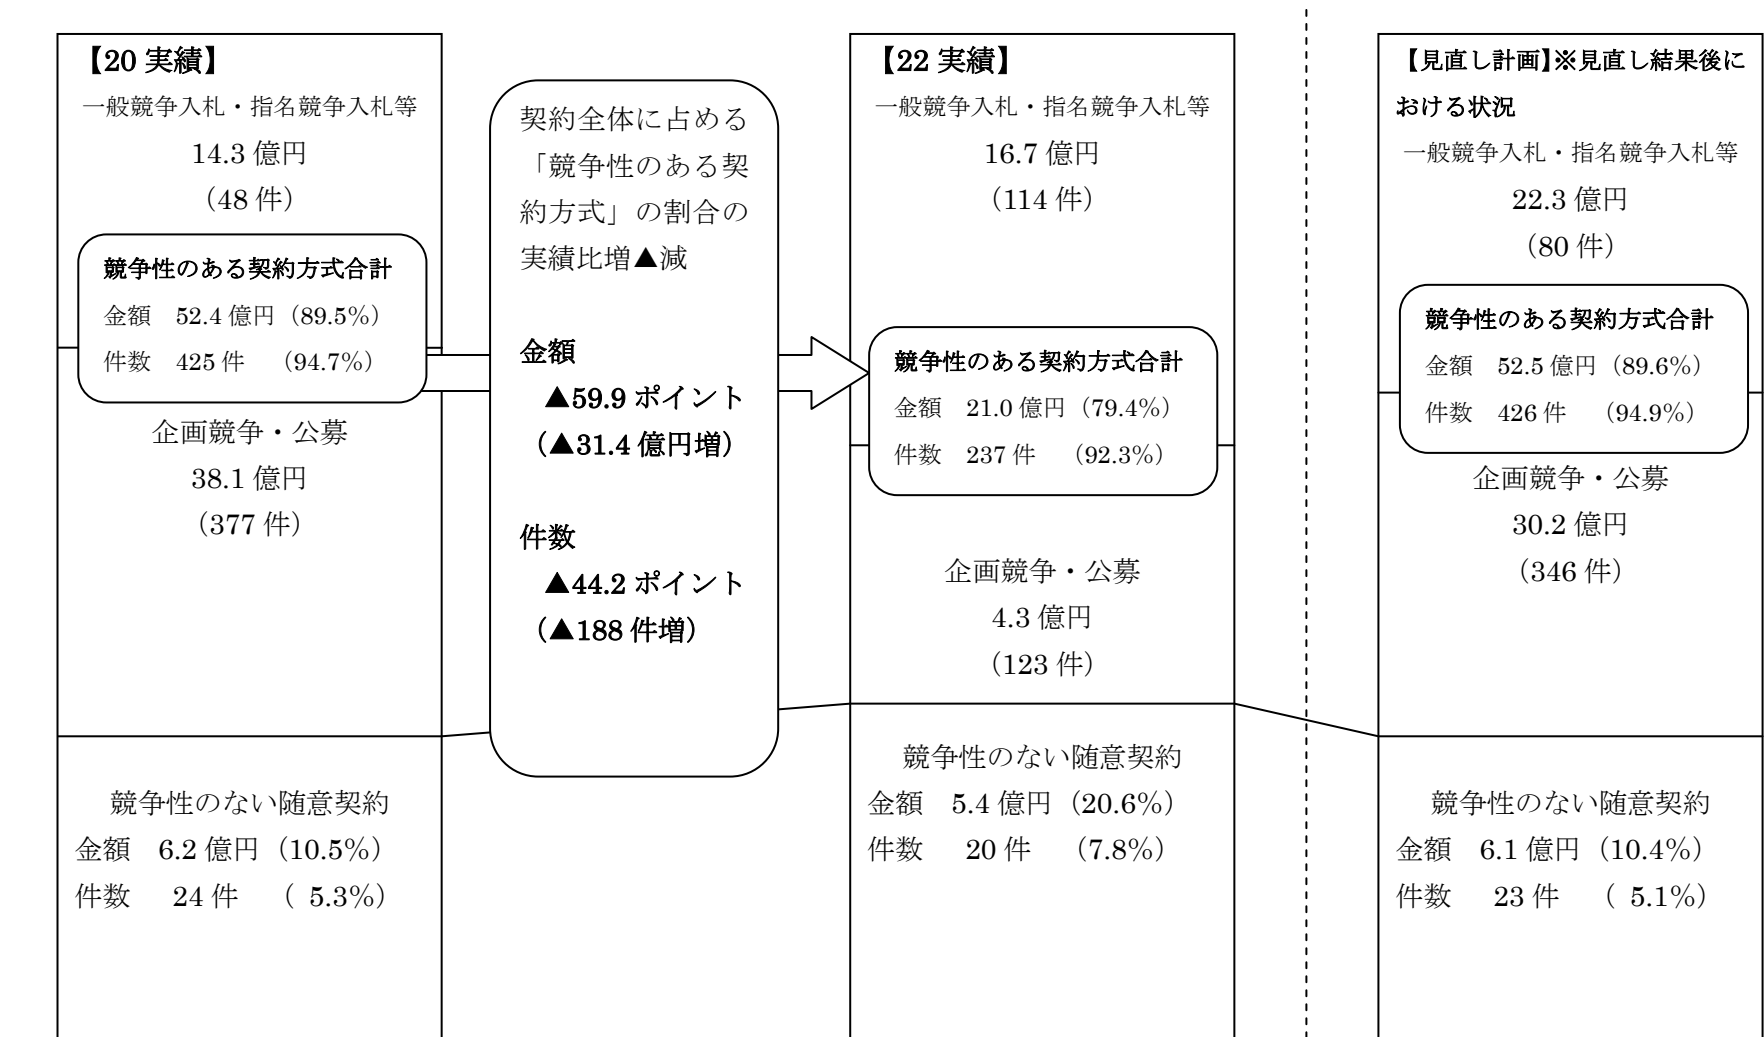 【20 実績】
一般競争入札・指名競争入札等
14.3 億円
（48 件）
競争性のある契約方式合計
金額　52.4 億円（89.5%）
件数　425 件　（94.7%）
企画競争・公募
38.1 億円
（377 件）
競争性のない随意契約
金額　6.2 億円（10.5%）
件数　24 件　（ 5.3%）
契約全体に占める
「競争性のある契
約方式」の割合の
実績比増▲減
金額
▲59.9 ポイント
（▲31.4 億円増）
件数
▲44.2 ポイント
（▲188 件増）
【22 実績】
一般競争入札・指名競争入札等
16.7 億円
（114 件）
競争性のある契約方式合計
金額　21.0 億円（79.4%）
件数　237 件　（92.3%）
企画競争・公募
4.3 億円
（123 件）
競争性のない随意契約
金額　5.4 億円（20.6%）
件数　20 件　（7.8%）
【見直し計画】※見直し結果後に
おける状況
一般競争入札・指名競争入札等
22.3 億円
（80 件）
競争性のある契約方式合計
金額　52.5 億円（89.6%）
件数　426 件　（94.9%）
企画競争・公募
30.2 億円
（346 件）
競争性のない随意契約
金額　6.1 億円（10.4%）
件数　23 件　（ 5.1%）